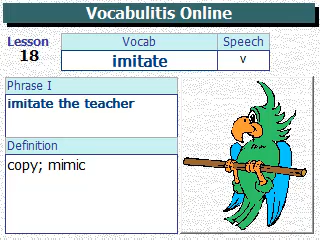 Vocabulitis Online
Lesson
18
Vocab
Speech
imitate
v
Phrase I
imitate the teacher
Definition
copy; mimic